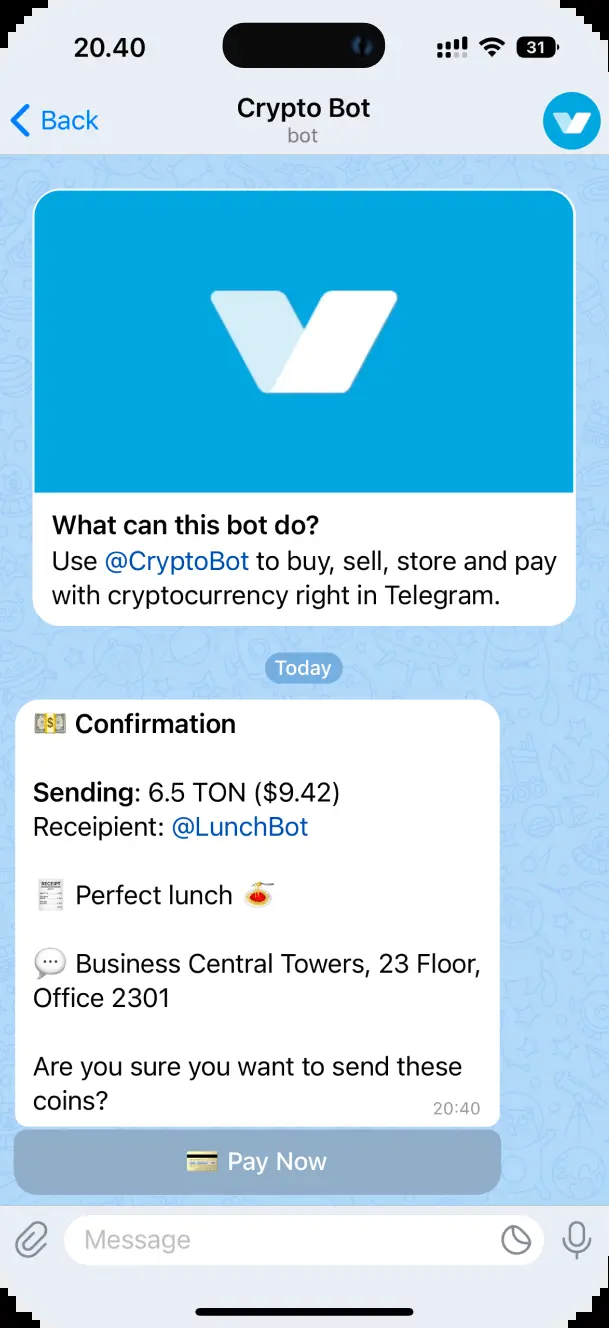 20.40
31
Back
Crypto Bot
bot
What can this bot do?
Use @CryptoBot to buy, sell, store and pay
with cryptocurrency right in Telegram.
Today
💵 Confirmation
Sending: 6.5 TON ($9.42)
Receipient: @LunchBot
🧾 Perfect lunch 🍝
💬 Business Central Towers, 23 Floor,
Office 2301
Are you sure you want to send these
coins?
20:40
💳 Pay Now
Message